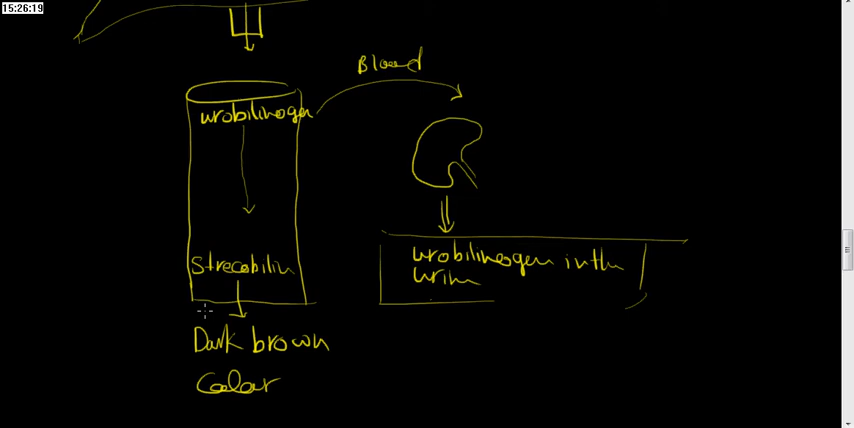 15:26:19
Blood
urobilinogen
Strecobilin
urobilinogen in the
urine
Dark brown
Colour